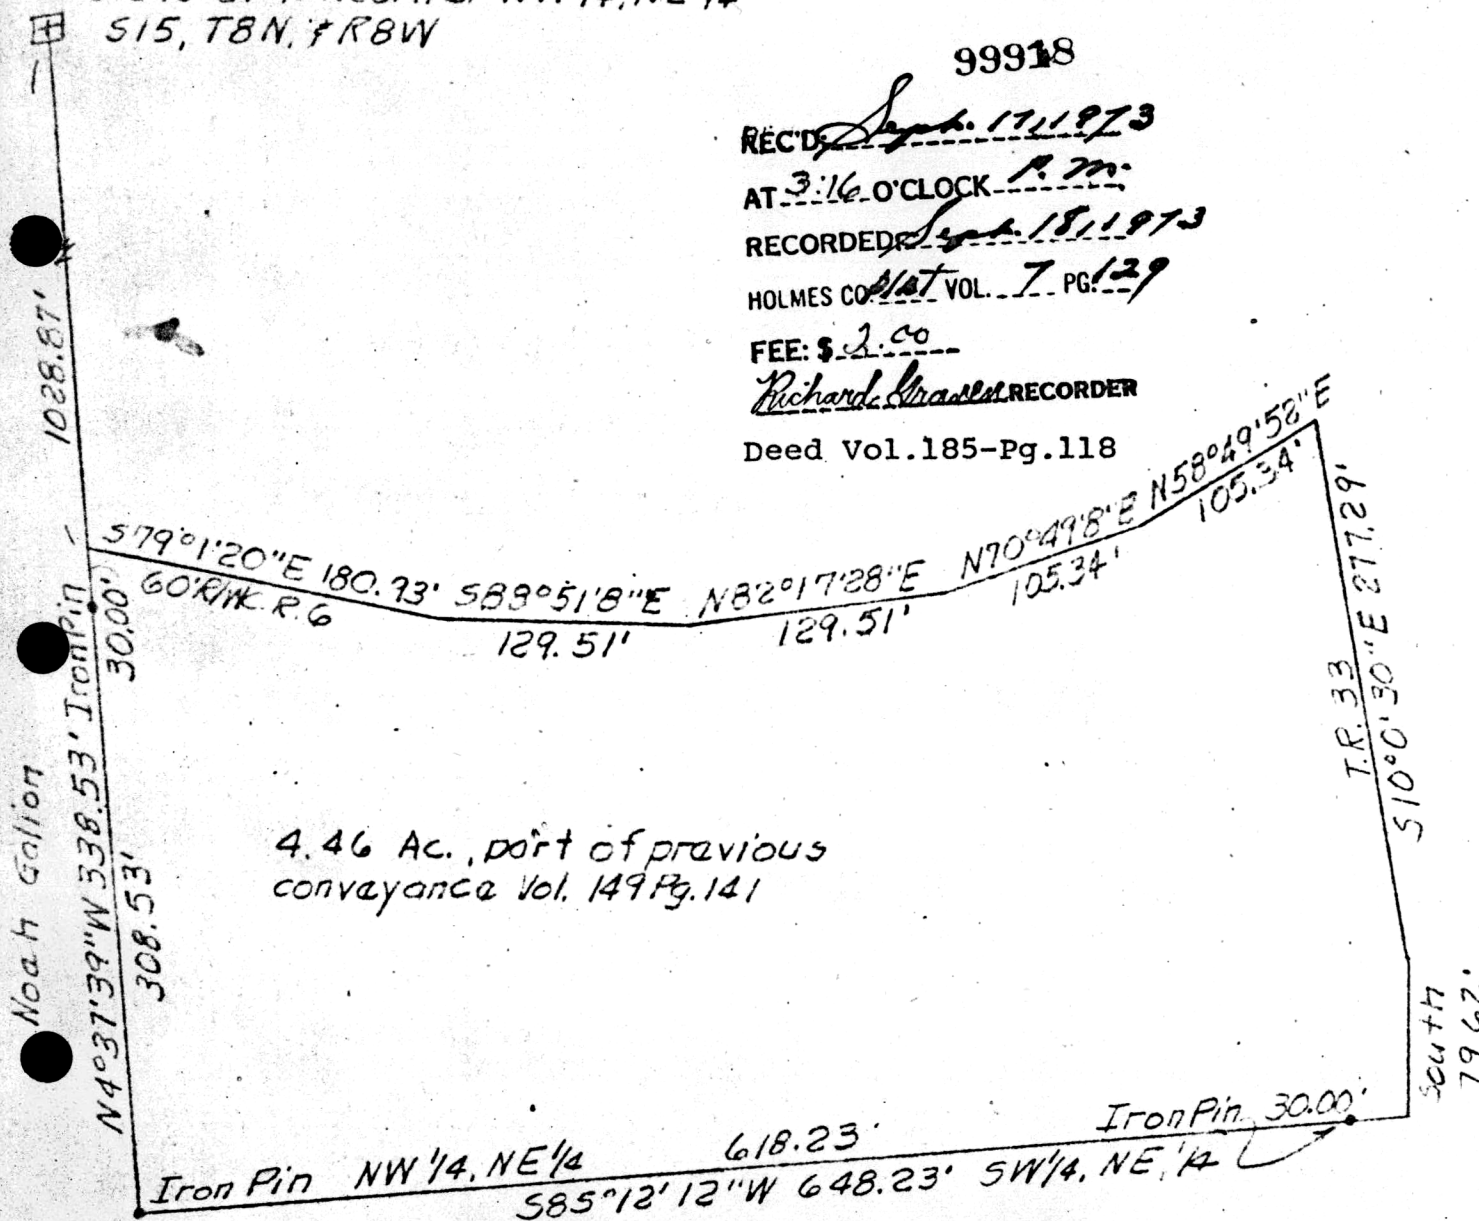 S15, T8N, & R8W
99918
REC'D: Sept. 17, 1973
AT 3:16 O'CLOCK P. M.
RECORDED Sept. 18, 1973
HOLMES CO. Plat VOL. 7 PG. 129
FEE: $ 2.00
Richard Graven RECORDER
Deed Vol.185-Pg.118
1028.87'
S79°1'20"E 180.93'
60' R/W C.R. 6
S88°51'8"E
129.51'
N82°17'28"E
129.51'
N70°49'8"E
105.34'
N58°49'52"E
105.34'
T.R. 33
S10°0'30"E 277.29'
South
79.62'
Iron Pin
30.00'
Noah Galion
N4°37'39"W 338.53'
308.53'
4.46 Ac., part of previous
conveyance Vol. 149 Pg. 141
Iron Pin 30.00'
Iron Pin NW 1/4, NE 1/4 618.23'
S85°12'12"W 648.23' SW 1/4, NE 1/4